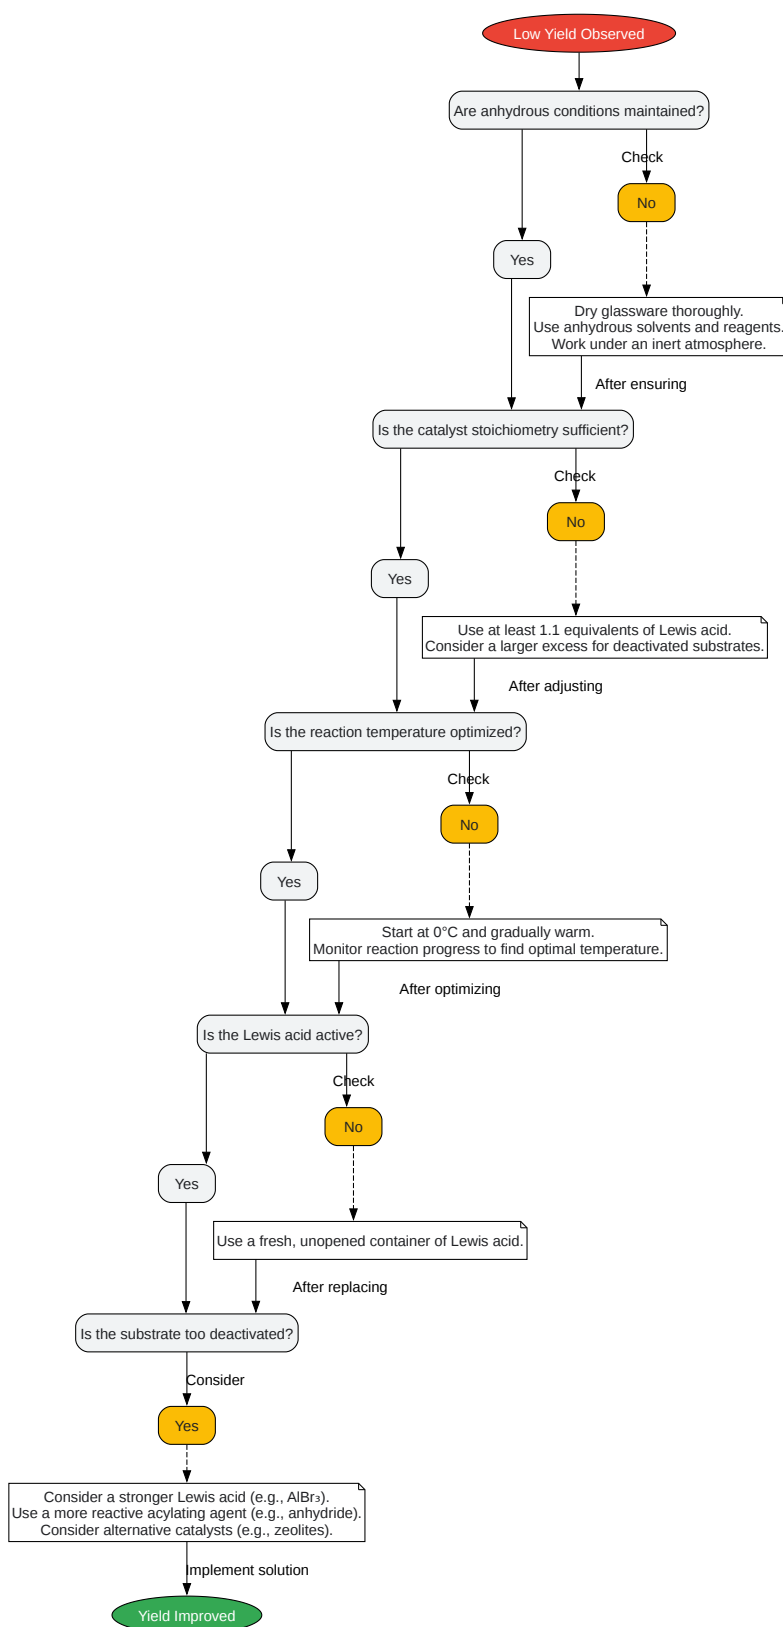 Low Yield Observed
Are anhydrous conditions maintained?
Check
No
Yes
Dry glassware thoroughly.
Use anhydrous solvents and reagents.
Work under an inert atmosphere.
After ensuring
Is the catalyst stoichiometry sufficient?
Check
No
Yes
Use at least 1.1 equivalents of Lewis acid.
Consider a larger excess for deactivated substrates.
After adjusting
Is the reaction temperature optimized?
Check
No
Yes
Start at 0°C and gradually warm.
Monitor reaction progress to find optimal temperature.
After optimizing
Is the Lewis acid active?
Check
No
Yes
Use a fresh, unopened container of Lewis acid.
After replacing
Is the substrate too deactivated?
Consider
Yes
Consider a stronger Lewis acid (e.g., AlBr₃).
Use a more reactive acylating agent (e.g., anhydride).
Consider alternative catalysts (e.g., zeolites).
Implement solution
Yield Improved